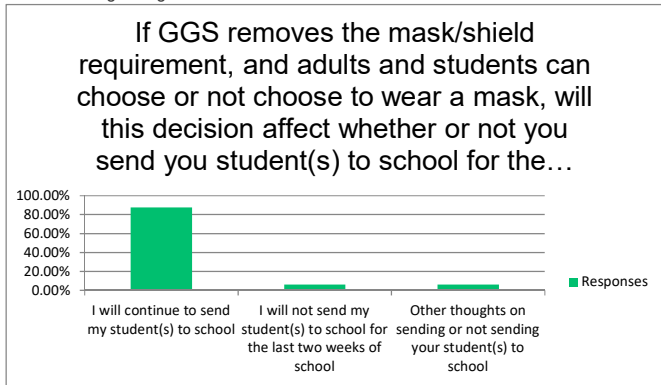 If GGS removes the mask/shield
requirement, and adults and students can
choose or not choose to wear a mask, will
this decision affect whether or not you
send you student(s) to school for the…
100.00%
80.00%
60.00%
40.00%
20.00%
0.00%
I will continue to send
my student(s) to school
I will not send my
student(s) to school for
the last two weeks of
school
Other thoughts on
sending or not sending
your student(s) to
school
Responses